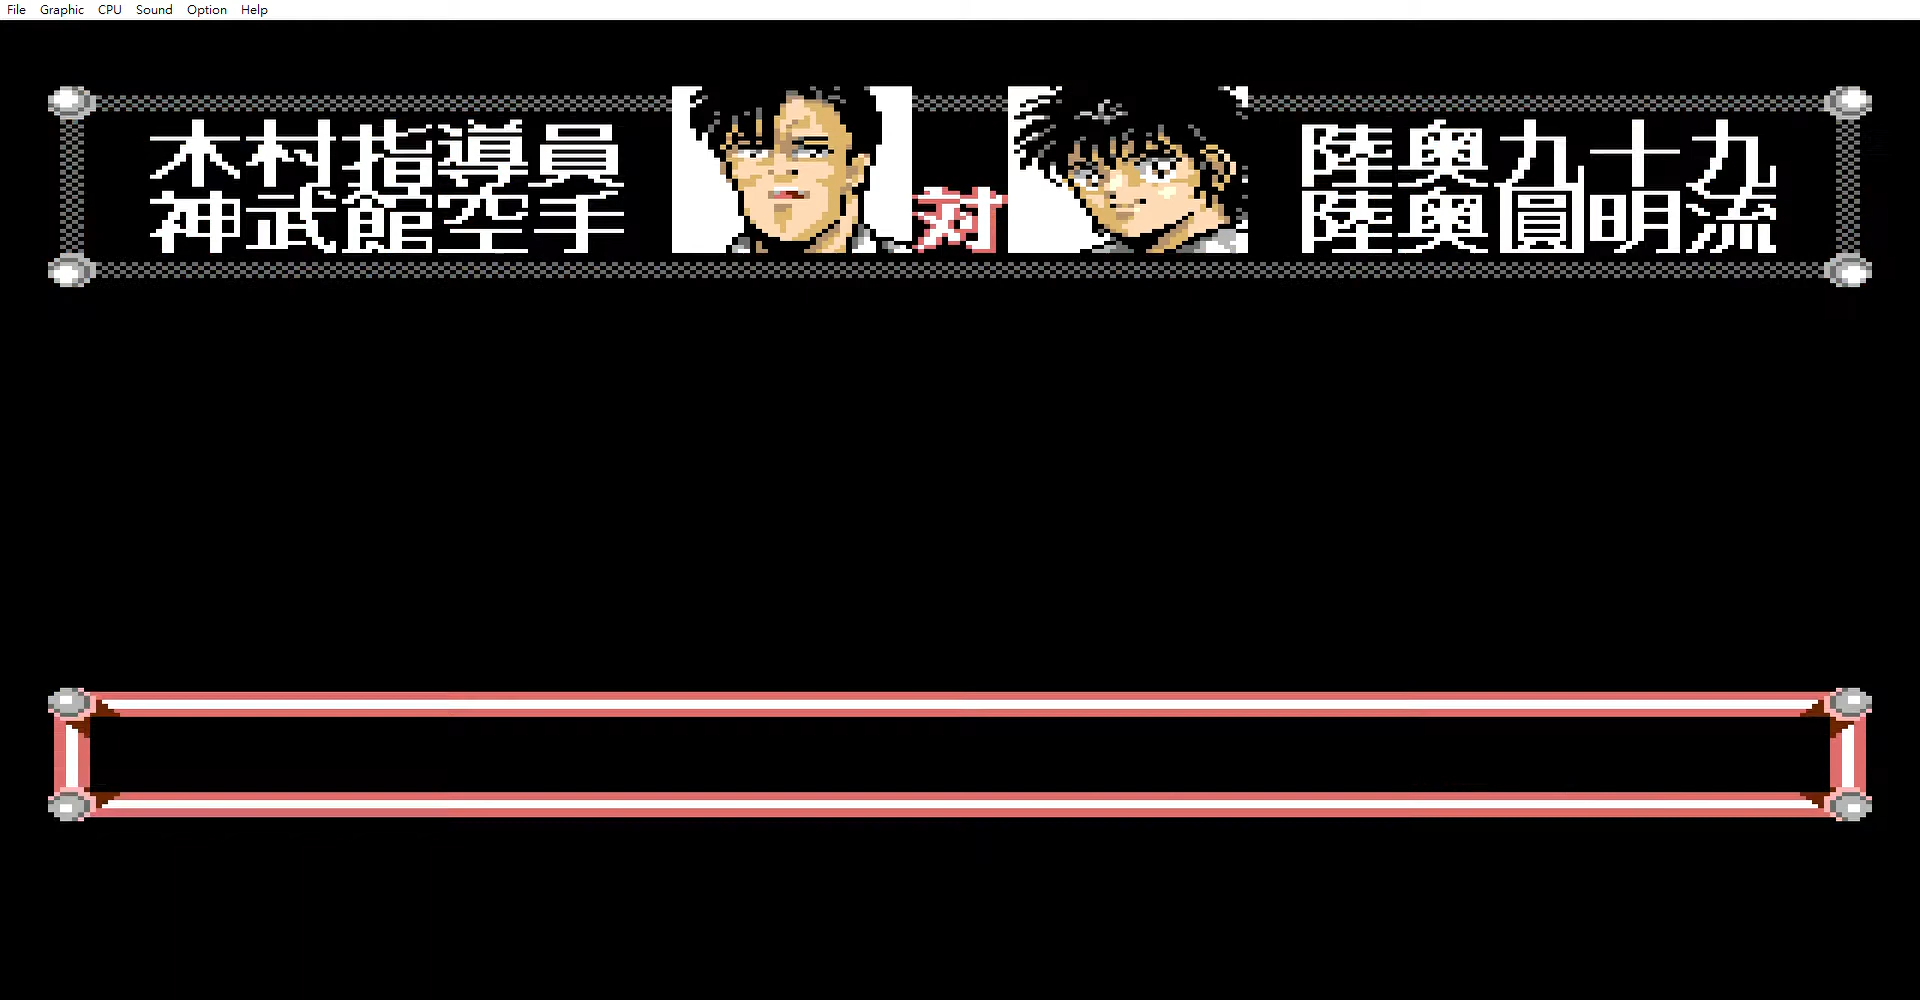 File Graphic CPU Sound Option Help
木村指導員
神武館空手
対
陸奥九十九
陸奥圓明流